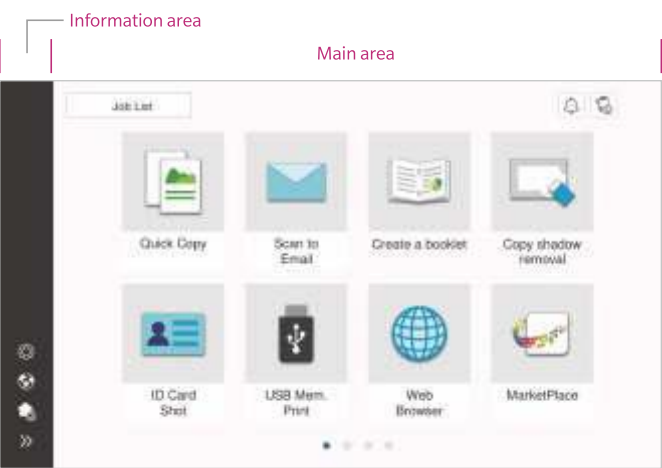 Information area
Main area
Job List
Quick Copy
Scan to
Email
Create a booklet
Copy shadow
removal
ID Card
Shot
USB Mem.
Print
Web
Browser
MarketPlace